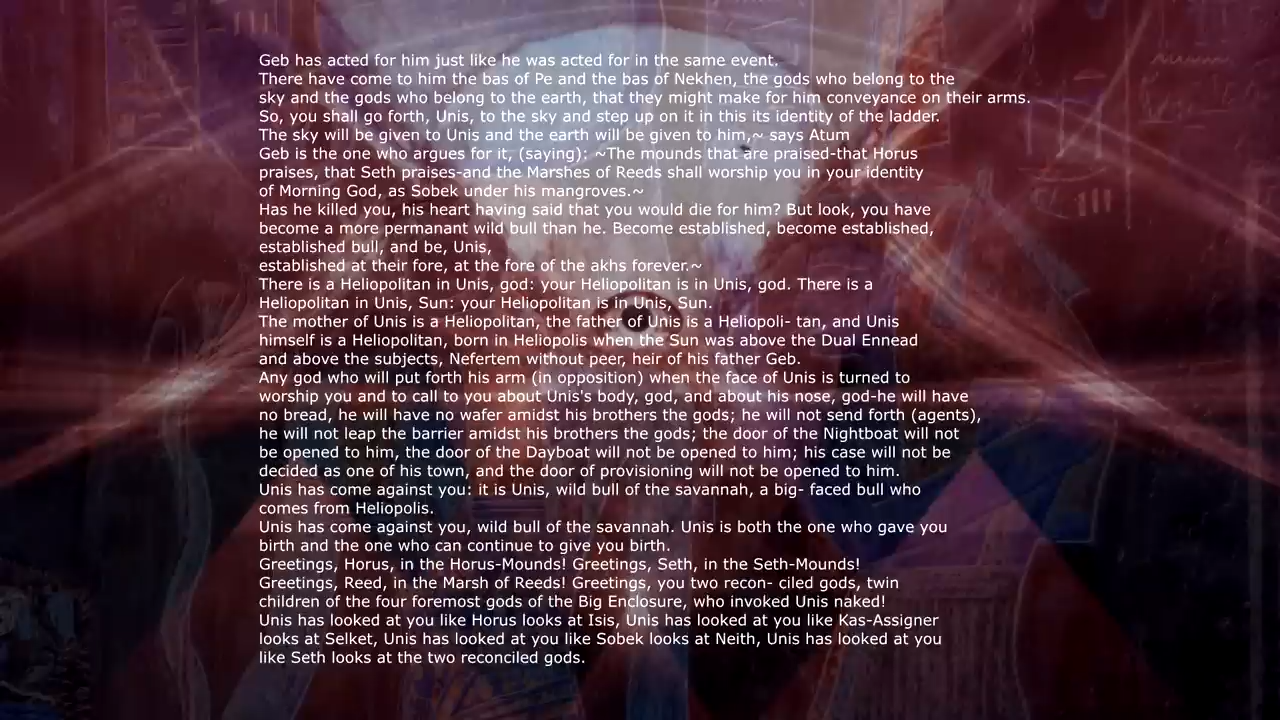 Geb has acted for him just like he was acted for in the same event.
There have come to him the bas of Pe and the bas of Nekhen, the gods who belong to the
sky and the gods who belong to the earth, that they might make for him conveyance on their arms.
So, you shall go forth, Unis, to the sky and step up on it in this its identity of the ladder.
The sky will be given to Unis and the earth will be given to him,~ says Atum
Geb is the one who argues for it, (saying): ~The mounds that are praised-that Horus
praises, that Seth praises-and the Marshes of Reeds shall worship you in your identity
of Morning God, as Sobek under his mangroves.~
Has he killed you, his heart having said that you would die for him? But look, you have
become a more permanant wild bull than he. Become established, become established,
established bull, and be, Unis,
established at their fore, at the fore of the akhs forever.~
There is a Heliopolitan in Unis, god: your Heliopolitan is in Unis, god. There is a
Heliopolitan in Unis, Sun: your Heliopolitan is in Unis, Sun.
The mother of Unis is a Heliopolitan, the father of Unis is a Heliopoli- tan, and Unis
himself is a Heliopolitan, born in Heliopolis when the Sun was above the Dual Ennead
and above the subjects, Nefertem without peer, heir of his father Geb.
Any god who will put forth his arm (in opposition) when the face of Unis is turned to
worship you and to call to you about Unis's body, god, and about his nose, god-he will have
no bread, he will have no wafer amidst his brothers the gods; he will not send forth (agents),
he will not leap the barrier amidst his brothers the gods; the door of the Nightboat will not
be opened to him, the door of the Dayboat will not be opened to him; his case will not be
decided as one of his town, and the door of provisioning will not be opened to him.
Unis has come against you: it is Unis, wild bull of the savannah, a big- faced bull who
comes from Heliopolis.
Unis has come against you, wild bull of the savannah. Unis is both the one who gave you
birth and the one who can continue to give you birth.
Greetings, Horus, in the Horus-Mounds! Greetings, Seth, in the Seth-Mounds!
Greetings, Reed, in the Marsh of Reeds! Greetings, you two recon- ciled gods, twin
children of the four foremost gods of the Big Enclosure, who invoked Unis naked!
Unis has looked at you like Horus looks at Isis, Unis has looked at you like Kas-Assigner
looks at Selket, Unis has looked at you like Sobek looks at Neith, Unis has looked at you
like Seth looks at the two reconciled gods.